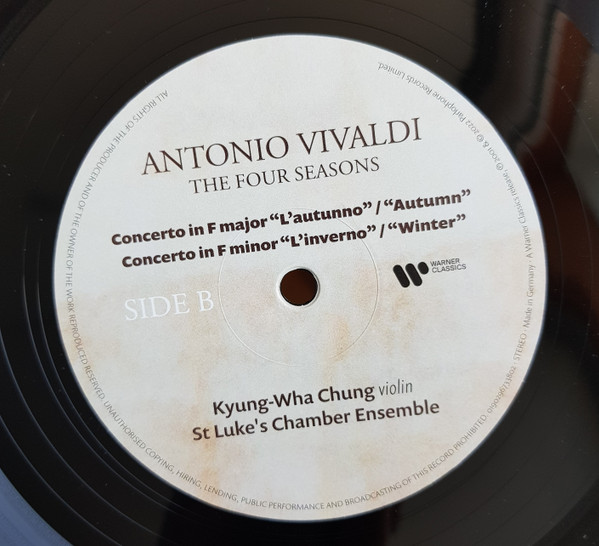 ANTONIO VIVALDI
THE FOUR SEASONS
Concerto in F major “L’autunno” / “Autumn”
Concerto in F minor “L’inverno” / “Winter”
WARNER
CLASSICS
SIDE B
Kyung-Wha Chung violin
St Luke's Chamber Ensemble
ALL RIGHTS OF THE PRODUCER AND OF THE OWNER OF THE WORK REPRODUCED RESERVED. UNAUTHORISED COPYING, HIRING, LENDING, PUBLIC PERFORMANCE AND BROADCASTING OF THIS RECORD PROHIBITED. STEREO · Made in Germany · A Warner Classics release, ℗ 2001 & © 2022 Parlophone Records Limited.